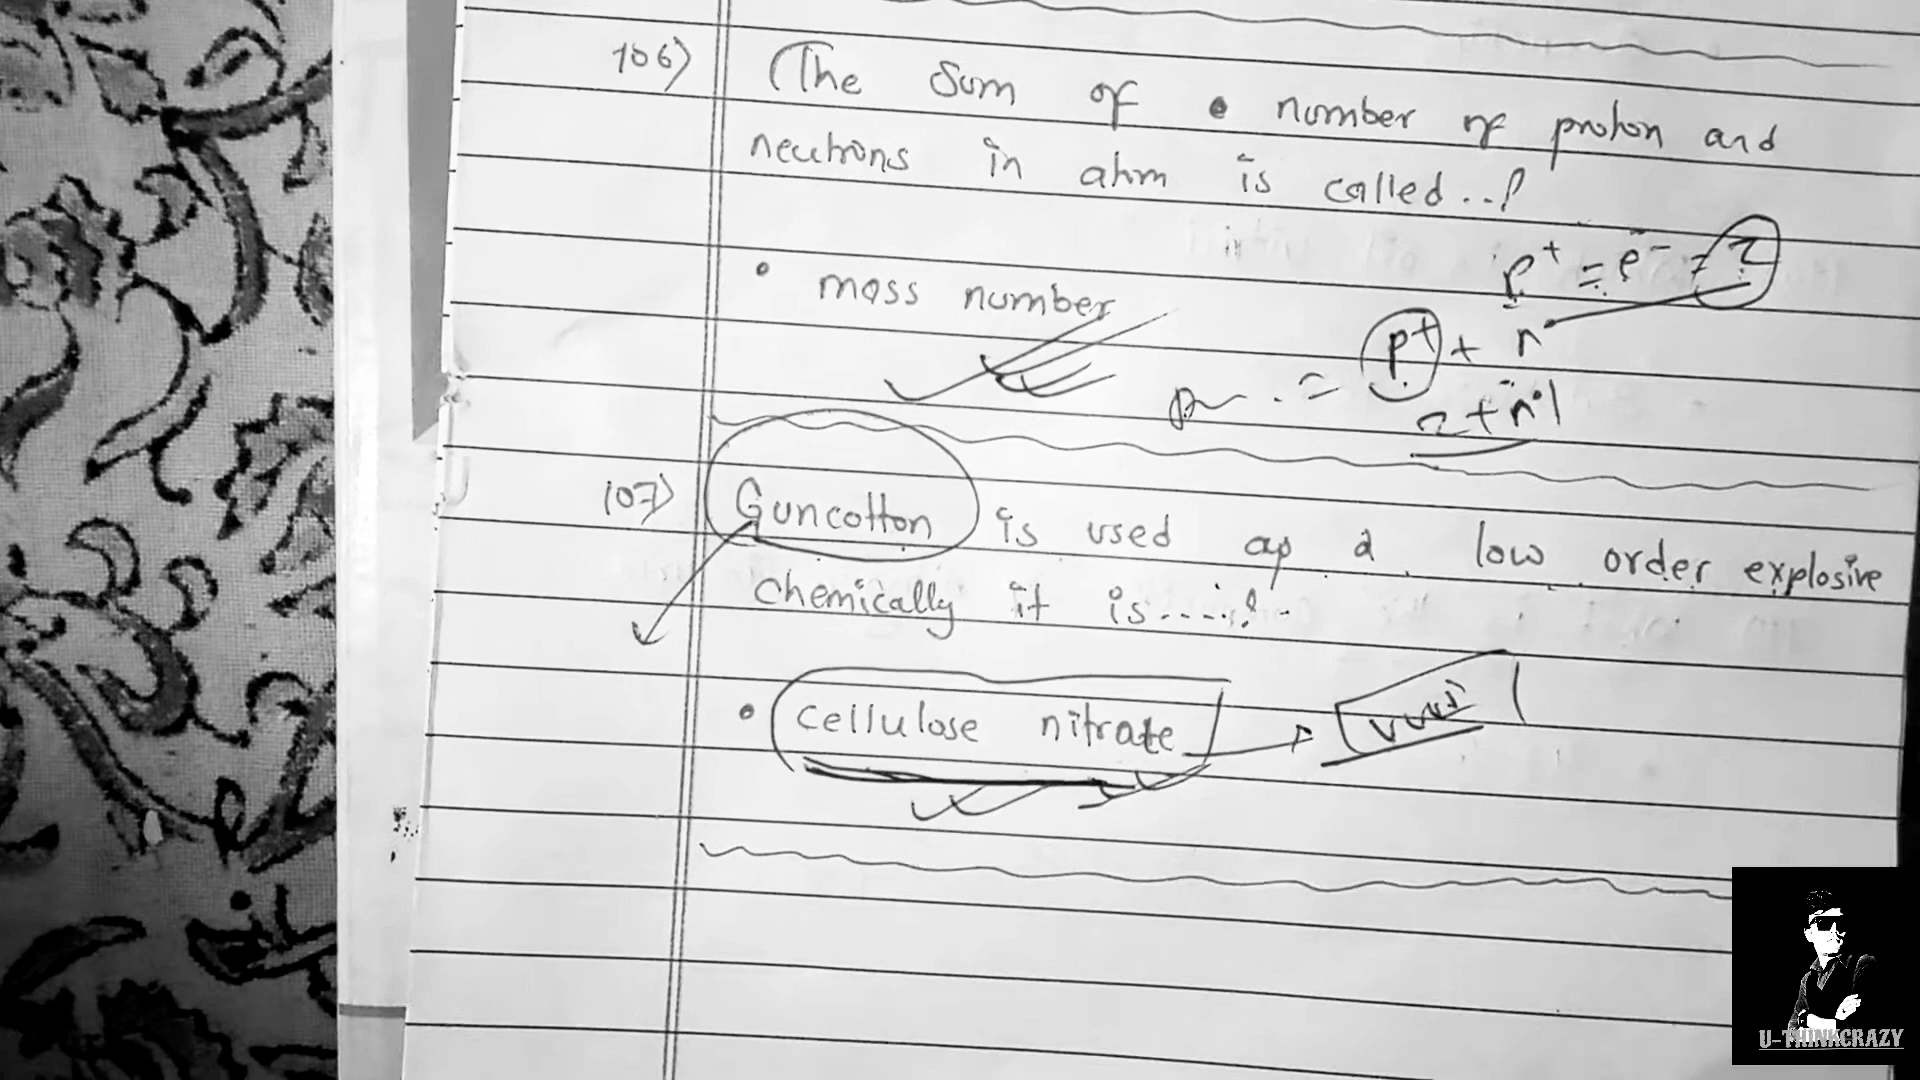 106) The Sum of number of proton and
neutrons in atm is called..?
• mass number
p+ = e- = z
p+ + n
= z + n
107) Guncotton is used as a low order explosive
chemically it is.....?
• cellulose nitrate
U-THINKCRAZY